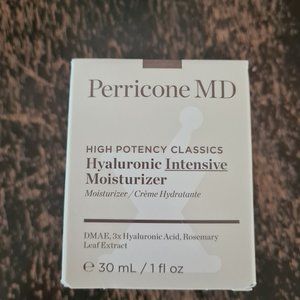 Perricone MD
HIGH POTENCY CLASSICS
Hyaluronic Intensive
Moisturizer
Moisturizer / Crème Hydratante
DMAE, 3x Hyaluronic Acid, Rosemary
Leaf Extract
℮ 30 mL / 1 fl oz